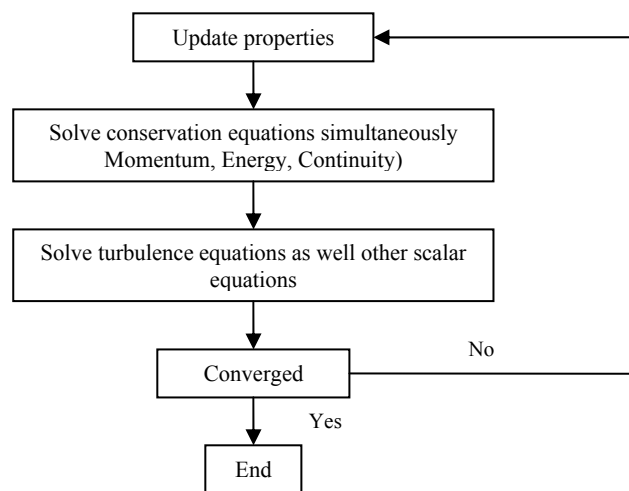 Update properties
Solve conservation equations simultaneously
Momentum, Energy, Continuity)
Solve turbulence equations as well other scalar
equations
No
Converged
Yes
End